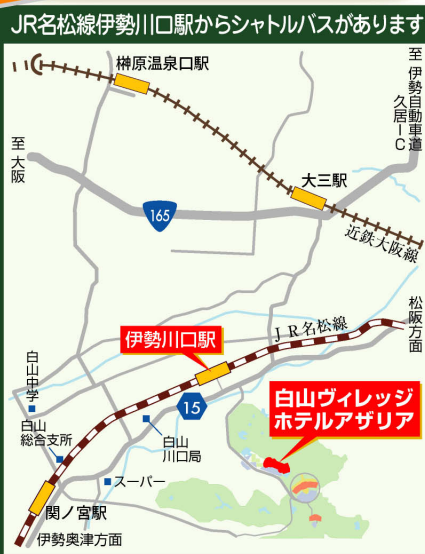 JR名松線伊勢川口駅からシャトルバスがあります
榊原温泉口駅
至 伊勢自動車道
久居IC
至 大阪
大三駅
165
近鉄大阪線
松阪方面
JR名松線
伊勢川口駅
白山中学
15
白山ヴィレッジ
ホテルアザリア
白山
総合支所
白山
川口局
スーパー
関ノ宮駅
伊勢奥津方面